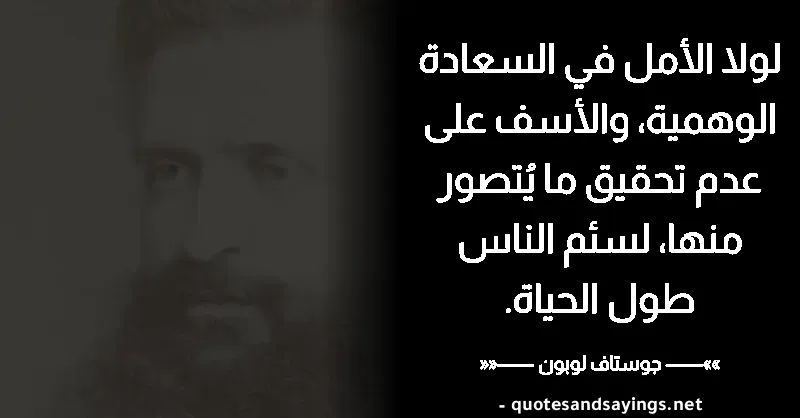 لولا الأمل في السعادة
الوهمية، والأسف على
عدم تحقيق ما يُتصور
منها، لسئم الناس
طول الحياة.
»»—— جوستاف لوبون ——««
- quotesandsayings.net